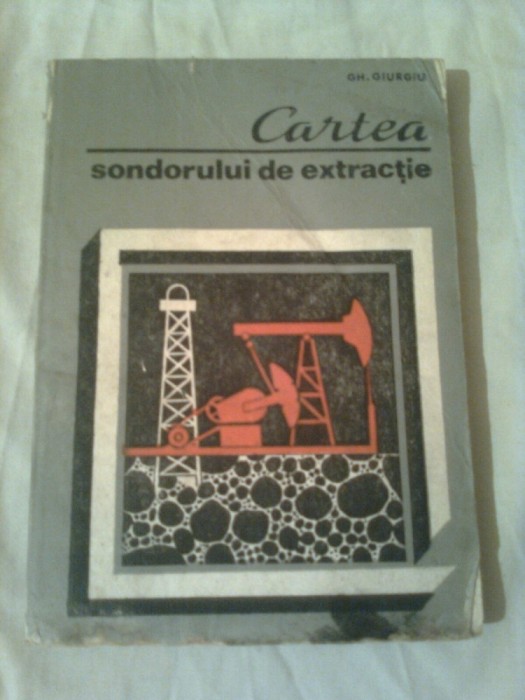 GH. GIURGIU
Cartea
sondorului de extracție